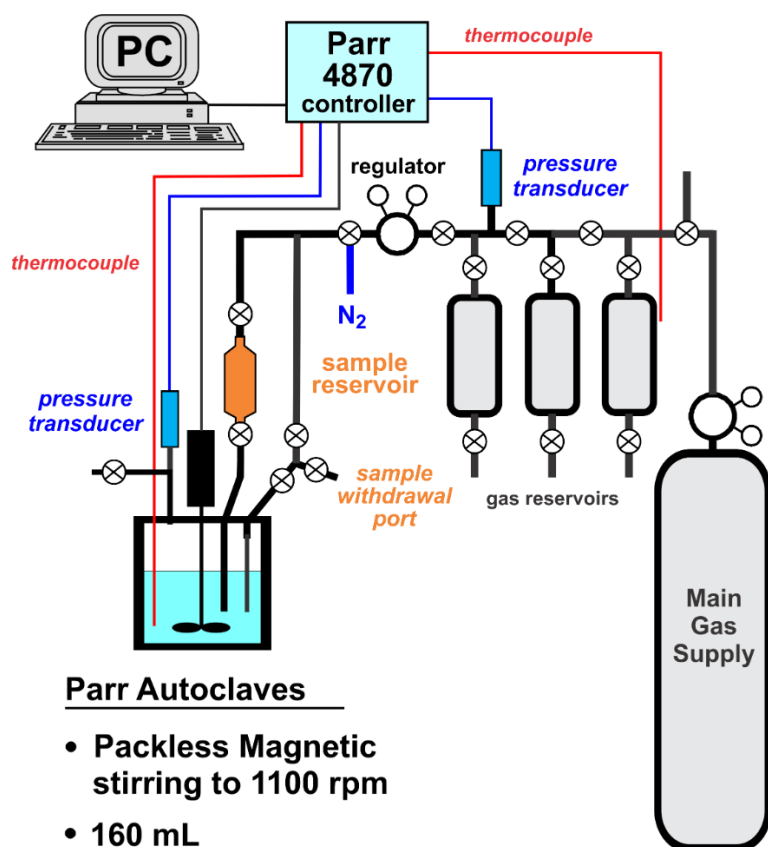 PC
Parr
4870
controller
thermocouple
regulator
pressure
transducer
thermocouple
N₂
sample
reservoir
pressure
transducer
sample
withdrawal
port
gas reservoirs
Main
Gas
Supply
Parr Autoclaves
• Packless Magnetic
stirring to 1100 rpm
• 160 mL